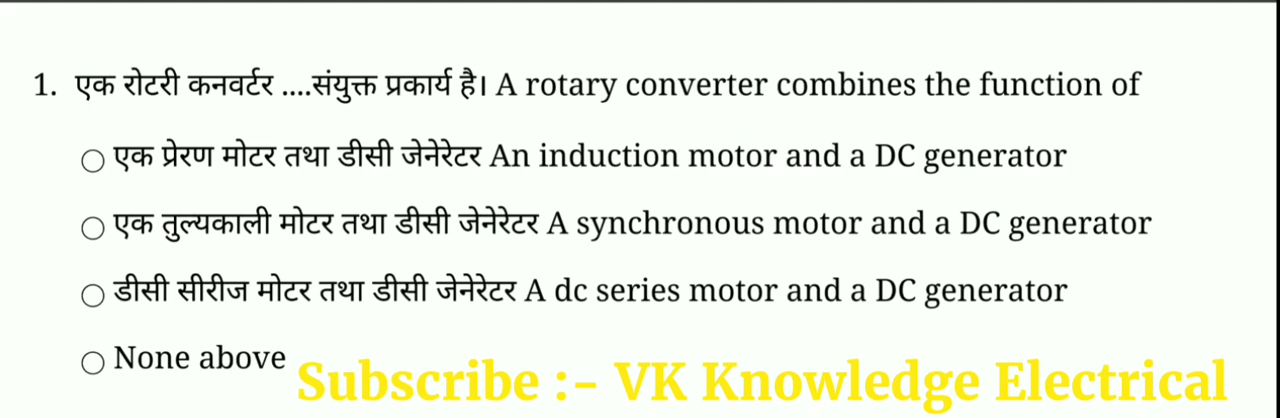 1. एक रोटरी कनवर्टर ....संयुक्त प्रकार्य है। A rotary converter combines the function of
एक प्रेरण मोटर तथा डीसी जेनेरेटर An induction motor and a DC generator
एक तुल्यकाली मोटर तथा डीसी जेनेरेटर A synchronous motor and a DC generator
डीसी सीरीज मोटर तथा डीसी जेनेरेटर A dc series motor and a DC generator
None above
Subscribe :- VK Knowledge Electrical